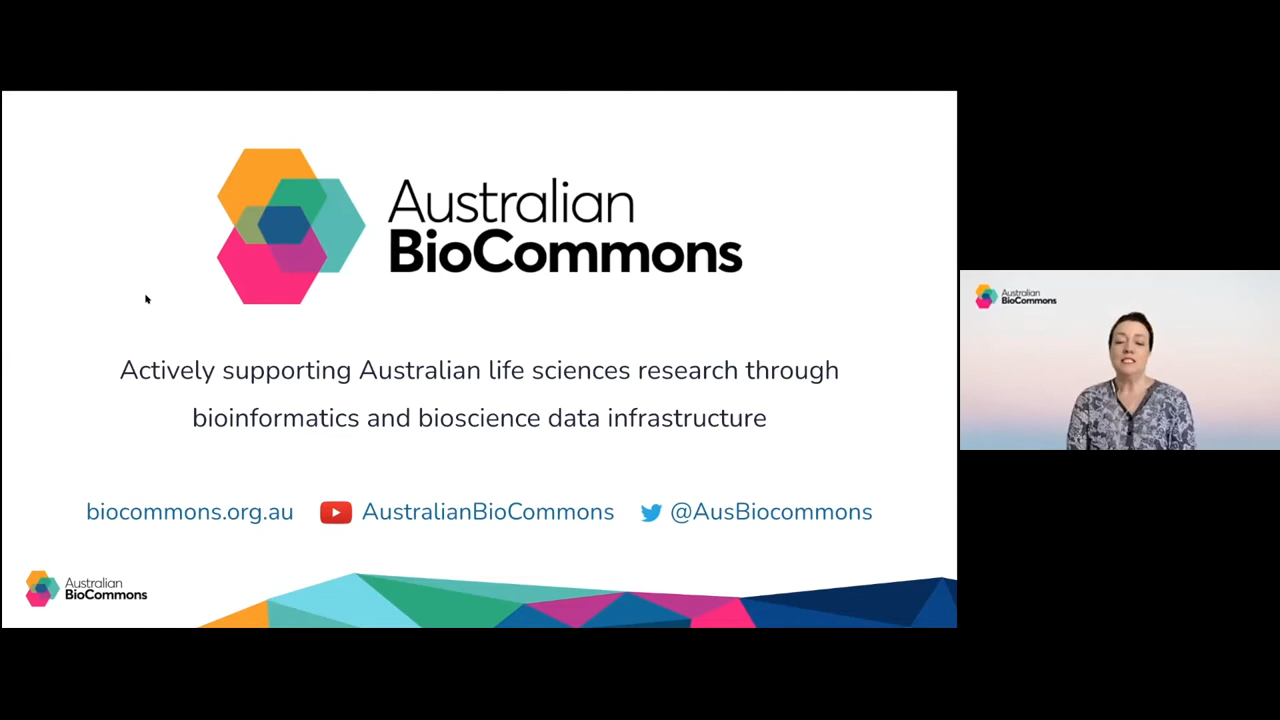 Australian
BioCommons
Actively supporting Australian life sciences research through
bioinformatics and bioscience data infrastructure
biocommons.org.au AustralianBioCommons @AusBiocommons
Australian
BioCommons
Australian
BioCommons